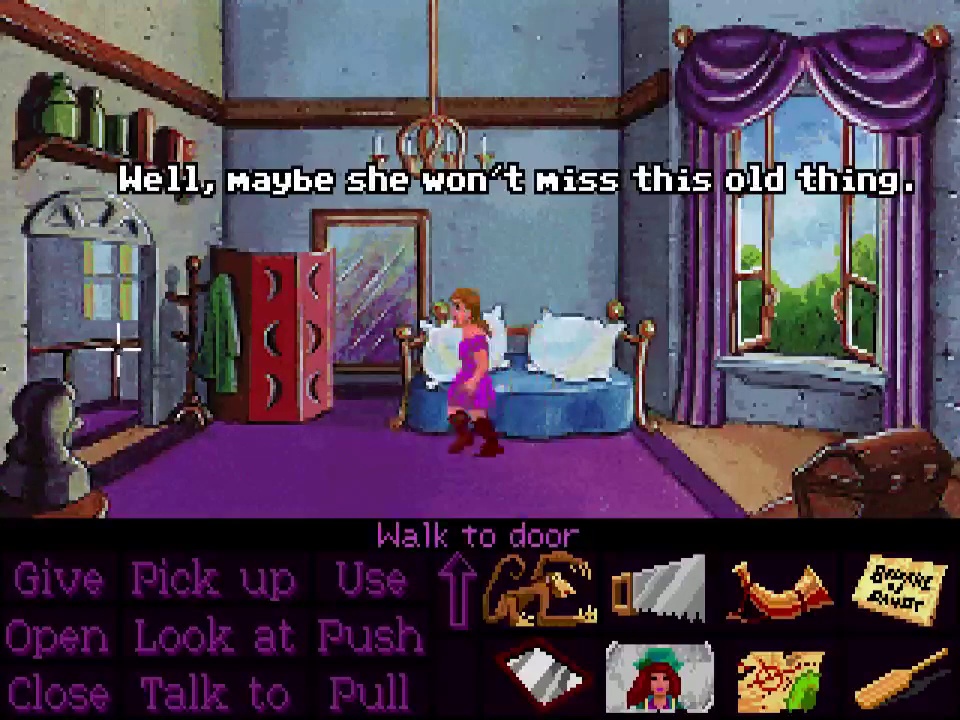 Well, maybe she won't miss this old thing.
Walk to door
Give Pick up Use
Open Look at Push
Close Talk to Pull